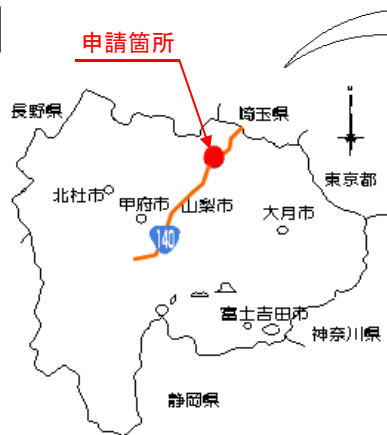 申請箇所
長野県
埼玉県
東京都
北杜市
甲府市
山梨市
大月市
140
富士吉田市
神奈川県
静岡県